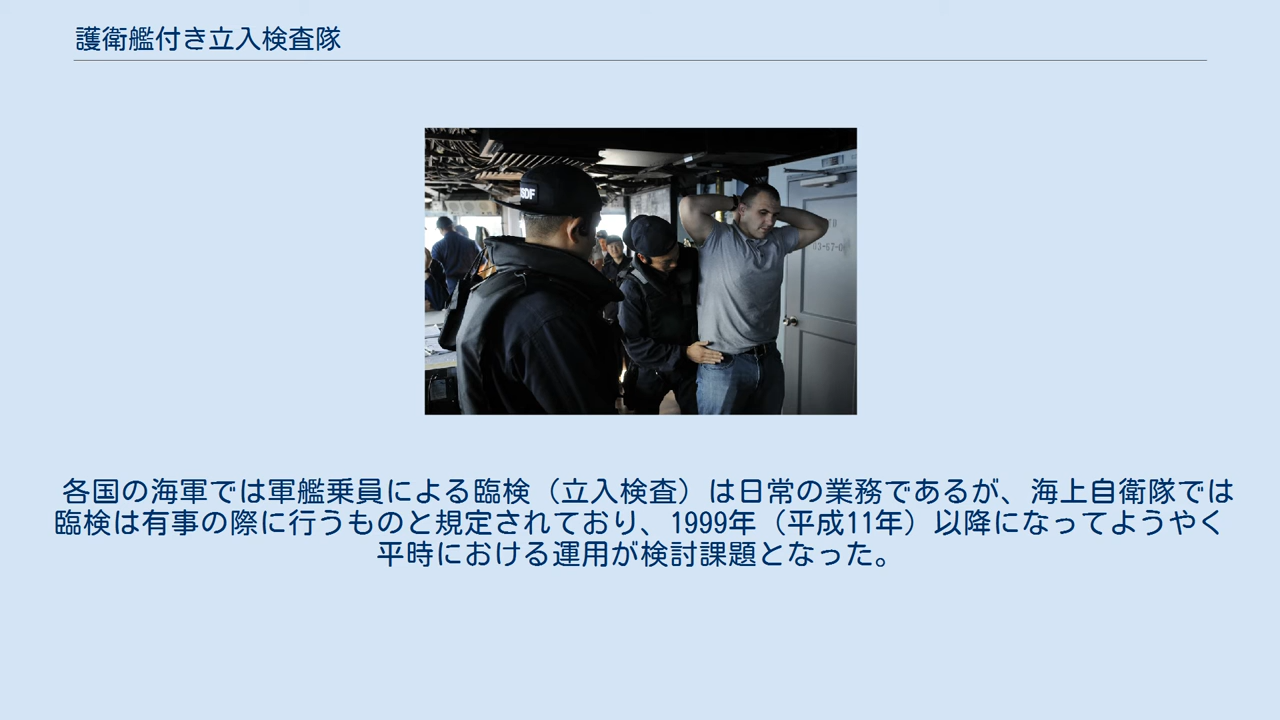 護衛艦付き立入検査隊
SDF
各国の海軍では軍艦乗員による臨検（立入検査）は日常の業務であるが、海上自衛隊では
臨検は有事の際に行うものと規定されており、1999年（平成11年）以降になってようやく
平時における運用が検討課題となった。